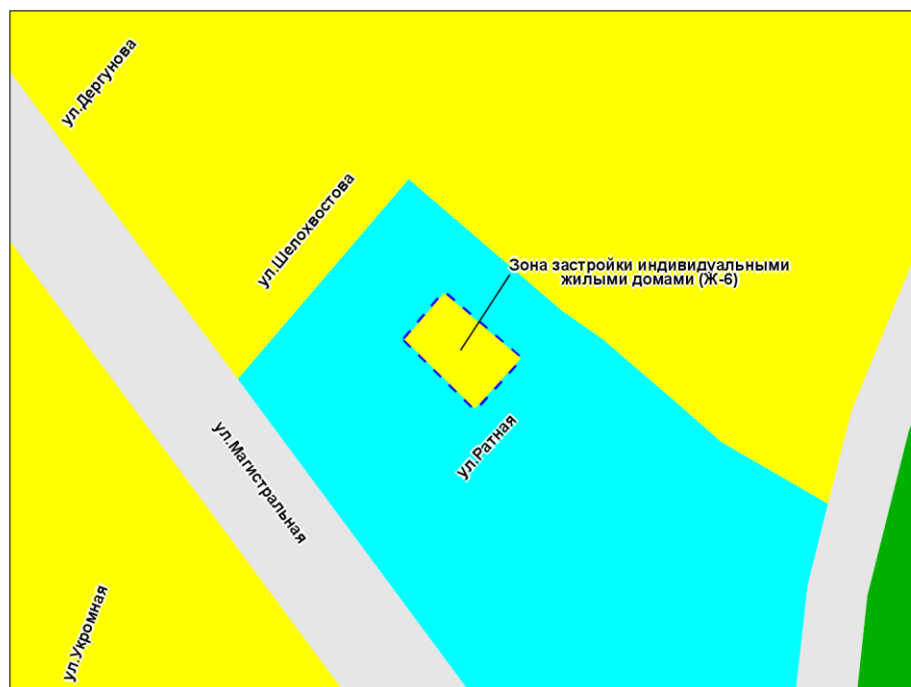 ул.Дергунова
ул.Шелохвостова
Зона застройки индивидуальными
жилыми домами (Ж-6)
ул.Ратная
ул.Магистральная
ул.Укромная